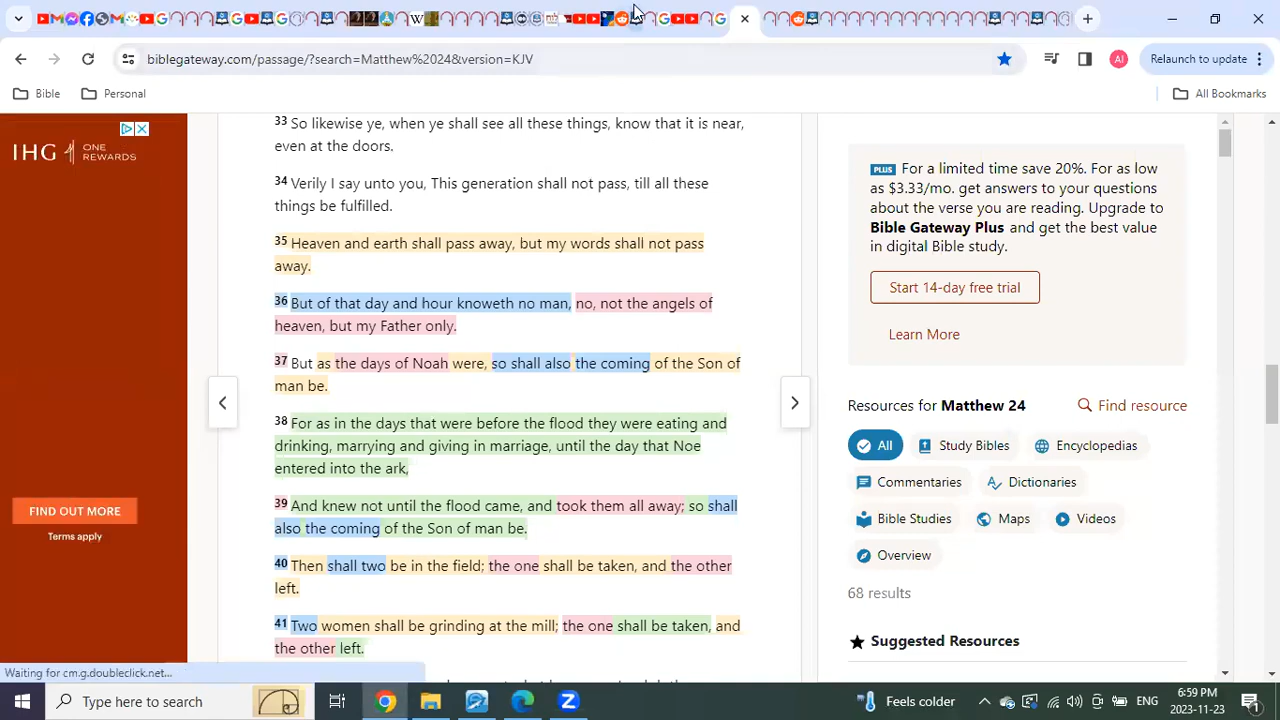 biblegateway.com/passage/?search=Matthew%2024&version=KJV
AI
Relaunch to update
Bible
Personal
All Bookmarks
IHG ONE REWARDS
FIND OUT MORE
Terms apply
33 So likewise ye, when ye shall see all these things, know that it is near,
even at the doors.
34 Verily I say unto you, This generation shall not pass, till all these
things be fulfilled.
35 Heaven and earth shall pass away, but my words shall not pass
away.
36 But of that day and hour knoweth no man, no, not the angels of
heaven, but my Father only.
37 But as the days of Noah were, so shall also the coming of the Son of
man be.
38 For as in the days that were before the flood they were eating and
drinking, marrying and giving in marriage, until the day that Noe
entered into the ark,
39 And knew not until the flood came, and took them all away; so shall
also the coming of the Son of man be.
40 Then shall two be in the field; the one shall be taken, and the other
left.
41 Two women shall be grinding at the mill; the one shall be taken, and
the other left.
PLUS For a limited time save 20%. For as low
as $3.33/mo. get answers to your questions
about the verse you are reading. Upgrade to
Bible Gateway Plus and get the best value
in digital Bible study.
Start 14-day free trial
Learn More
Resources for Matthew 24
Find resource
All
Study Bibles
Encyclopedias
Commentaries
Dictionaries
Bible Studies
Maps
Videos
Overview
68 results
Suggested Resources
Waiting for cm.g.doubleclick.net...
Type here to search
Feels colder
ENG
6:59 PM
2023-11-23
1